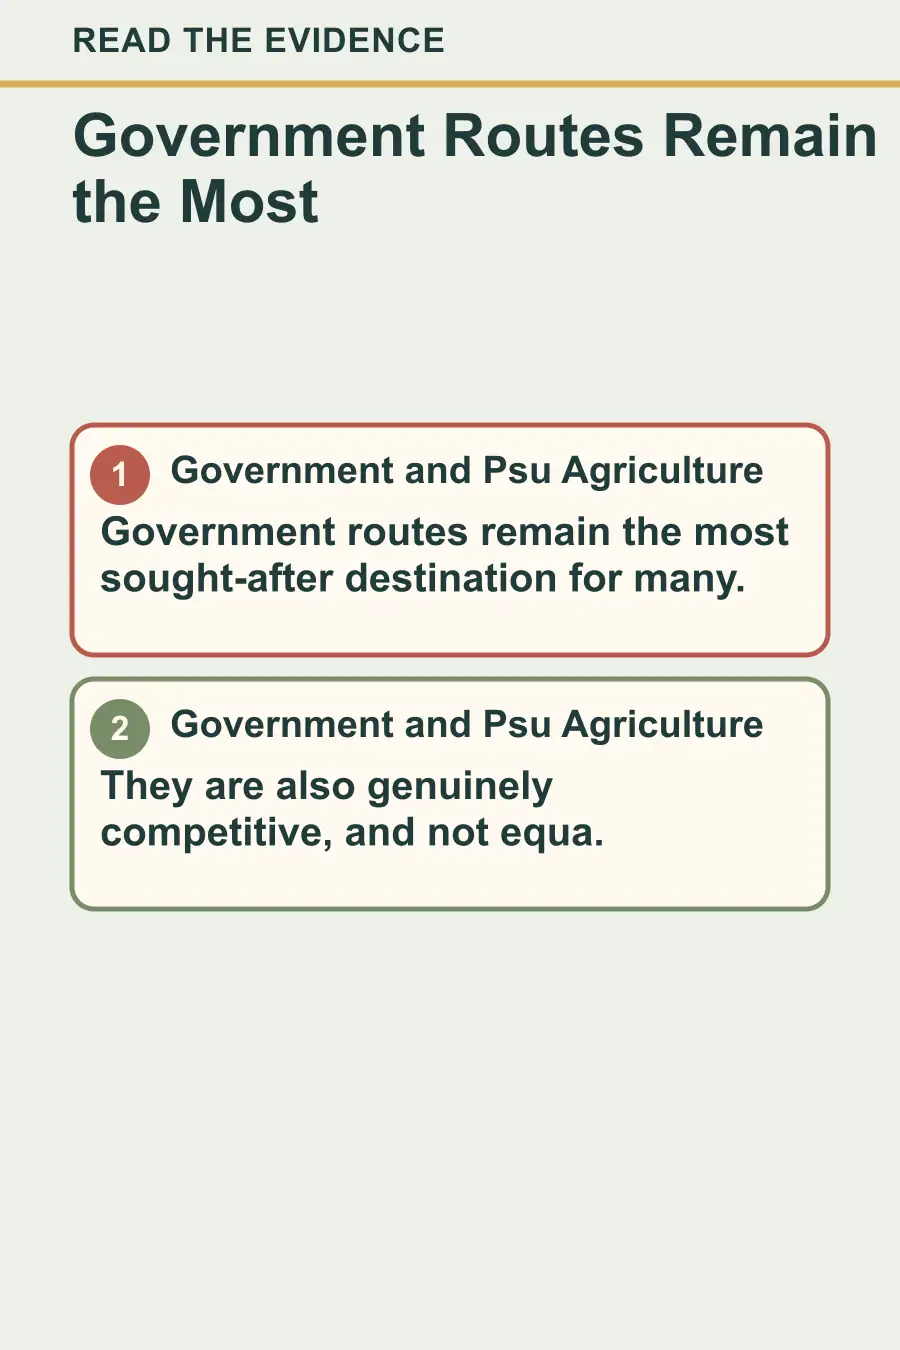 READ THE EVIDENCE
Government Routes Remain
the Most
1 Government and Psu Agriculture
Government routes remain the most
sought-after destination for many.
2 Government and Psu Agriculture
They are also genuinely
competitive, and not equa.